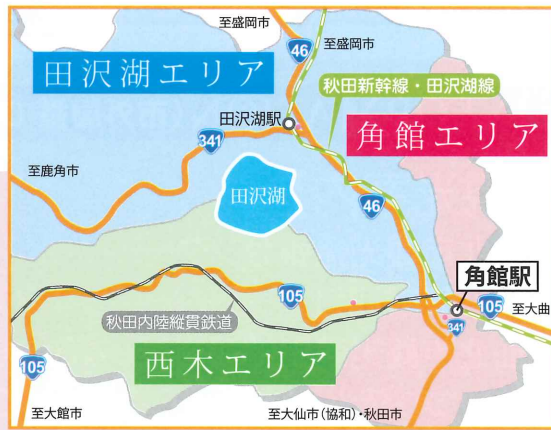 至盛岡市
至盛岡市
46
田沢湖エリア
秋田新幹線・田沢湖線
田沢湖駅
角館エリア
341
至鹿角市
田沢湖
46
角館駅
105
105
至大曲
341
秋田内陸縦貫鉄道
西木エリア
105
至大館市
至大仙市(協和)・秋田市